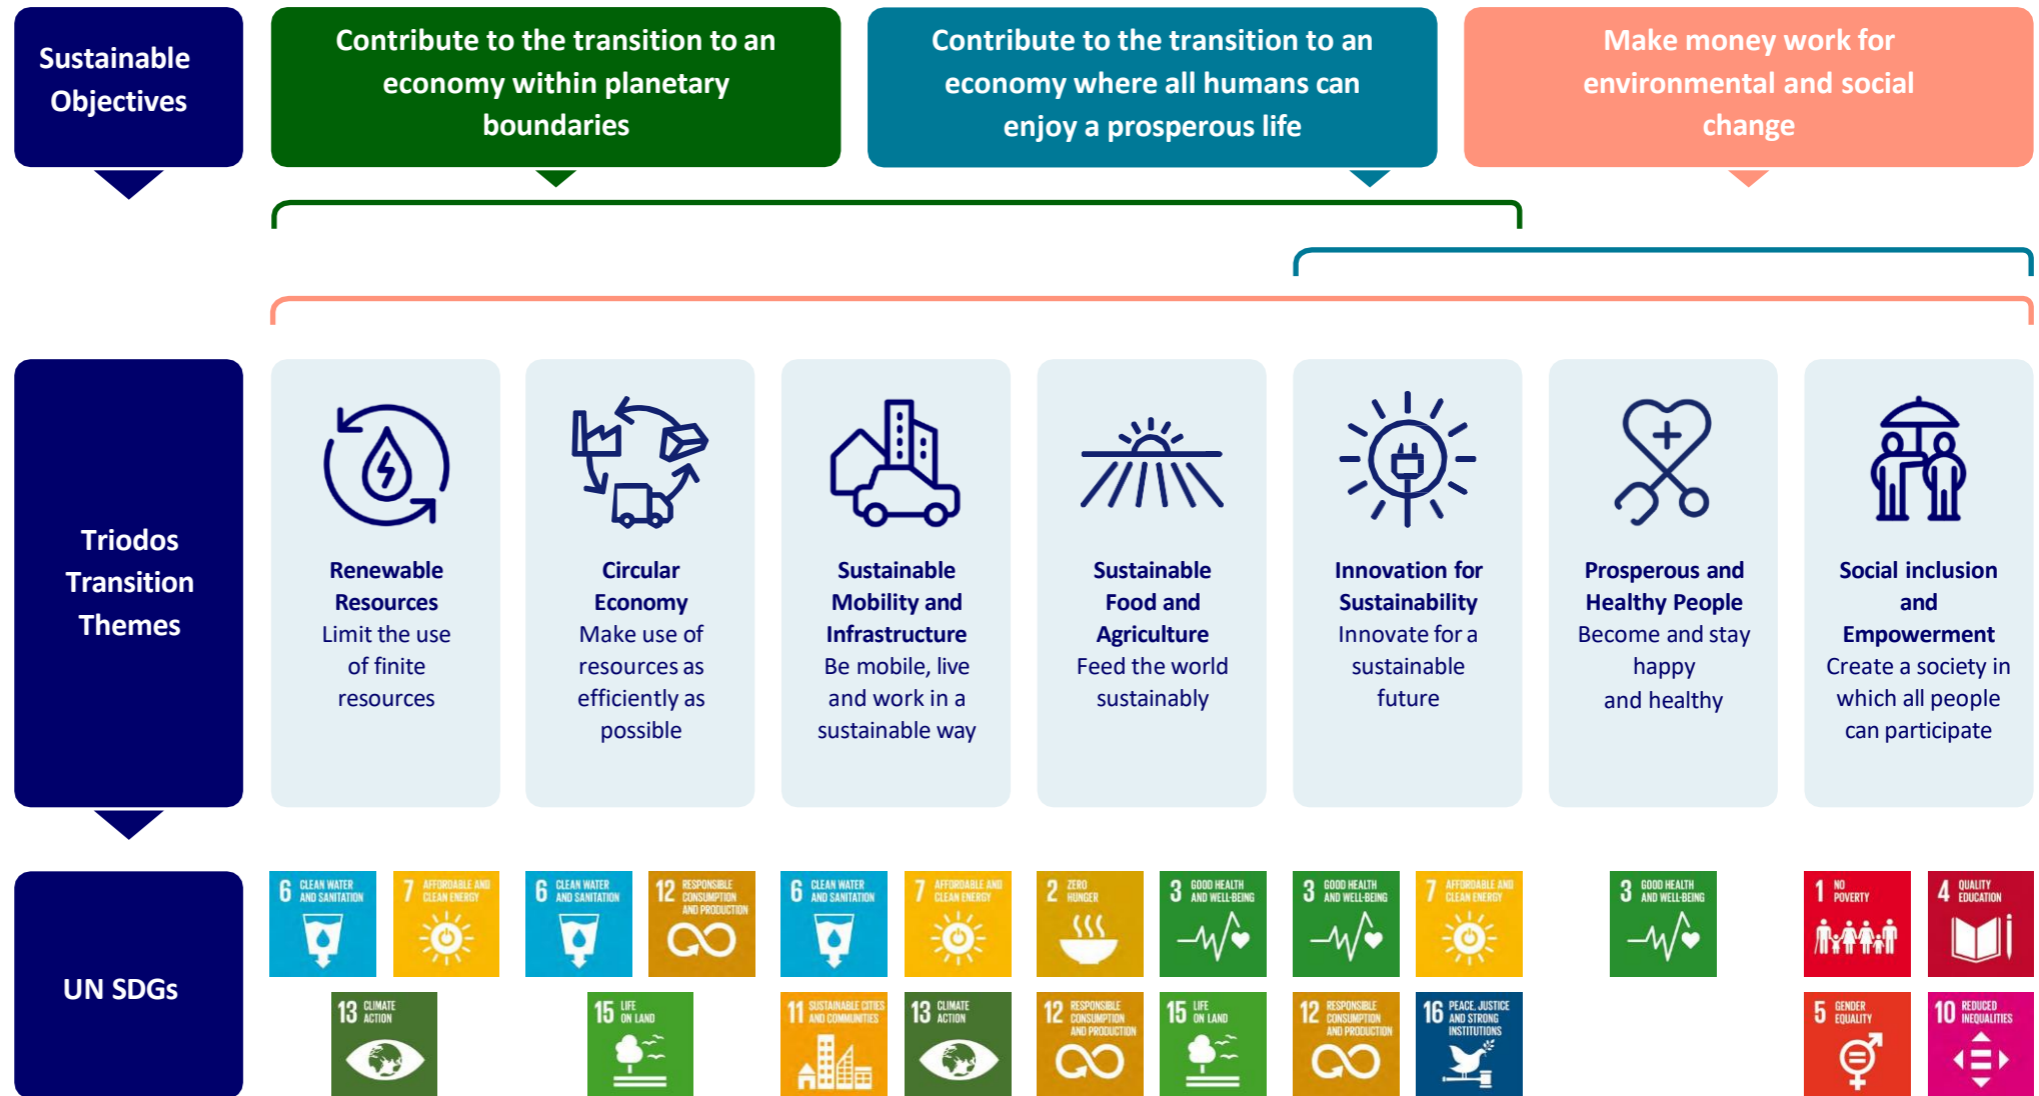 Sustainable
Objectives
Contribute to the transition to an
economy within planetary
boundaries
Contribute to the transition to an
economy where all humans can
enjoy a prosperous life
Make money work for
environmental and social
change
Triodos
Transition
Themes
Renewable
Resources
Limit the use
of finite
resources
Circular
Economy
Make use of
resources as
efficiently as
possible
Sustainable
Mobility and
Infrastructure
Be mobile, live
and work in a
sustainable way
Sustainable
Food and
Agriculture
Feed the world
sustainably
Innovation for
Sustainability
Innovate for a
sustainable
future
Prosperous and
Healthy People
Become and stay
happy
and healthy
Social inclusion
and
Empowerment
Create a society in
which all people
can participate
UN SDGs
6 CLEAN WATER
AND SANITATION
7 AFFORDABLE AND
CLEAN ENERGY
13 CLIMATE
ACTION
6 CLEAN WATER
AND SANITATION
12 RESPONSIBLE
CONSUMPTION
AND PRODUCTION
15 LIFE
ON LAND
6 CLEAN WATER
AND SANITATION
7 AFFORDABLE AND
CLEAN ENERGY
11 SUSTAINABLE CITIES
AND COMMUNITIES
13 CLIMATE
ACTION
2 ZERO
HUNGER
3 GOOD HEALTH
AND WELL-BEING
12 RESPONSIBLE
CONSUMPTION
AND PRODUCTION
15 LIFE
ON LAND
3 GOOD HEALTH
AND WELL-BEING
7 AFFORDABLE AND
CLEAN ENERGY
12 RESPONSIBLE
CONSUMPTION
AND PRODUCTION
16 PEACE, JUSTICE
AND STRONG
INSTITUTIONS
3 GOOD HEALTH
AND WELL-BEING
1 NO
POVERTY
4 QUALITY
EDUCATION
5 GENDER
EQUALITY
10 REDUCED
INEQUALITIES